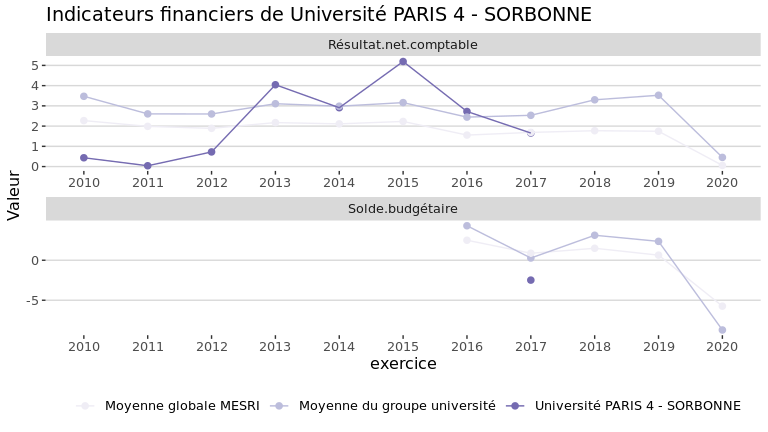 Indicateurs financiers de Université PARIS 4 - SORBONNE
Résultat.net.comptable
5
4
3
2
1
0
2010 2011 2012 2013 2014 2015 2016 2017 2018 2019 2020
Valeur
Solde.budgétaire
0
-5
2010 2011 2012 2013 2014 2015 2016 2017 2018 2019 2020
exercice
Moyenne globale MESRI Moyenne du groupe université Université PARIS 4 - SORBONNE